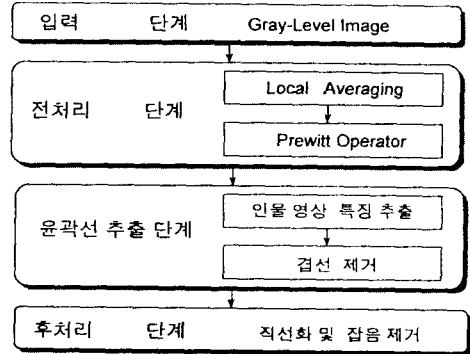 입력 단계 Gray-Level Image
전처리 단계
Local Averaging
Prewitt Operator
윤곽선 추출 단계
인물 영상 특징 추출
겹선 제거
후처리 단계 직선화 및 잡음 제거